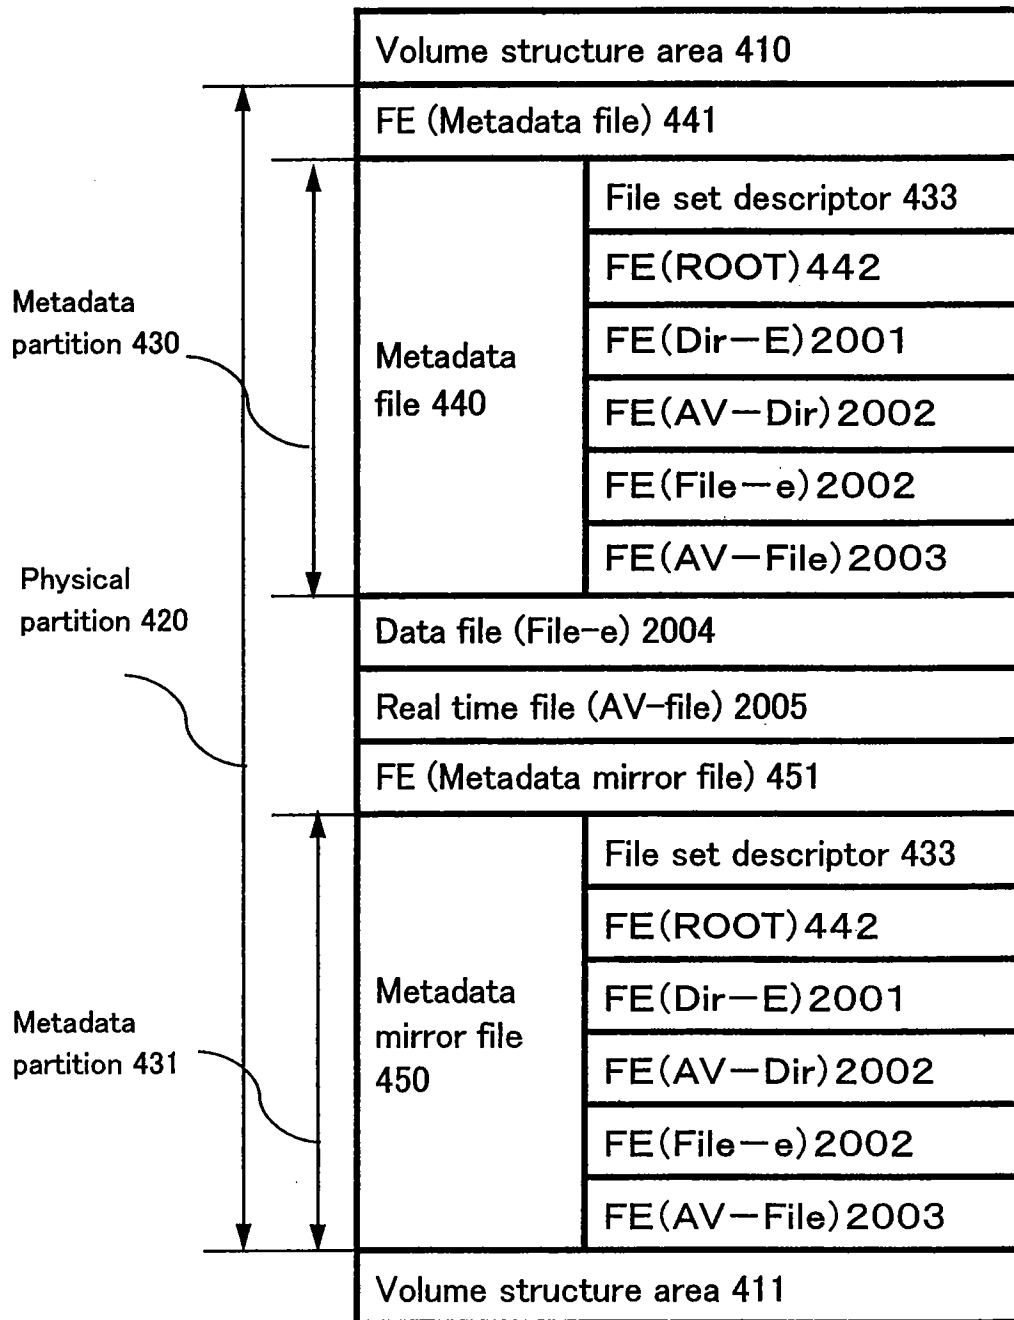 Volume structure area 410
FE (Metadata file) 441
Metadata
partition 430
Metadata
file 440
File set descriptor 433
FE(ROOT)442
FE(Dir－E)2001
FE(AV－Dir)2002
FE(File－e)2002
FE(AV－File)2003
Physical
partition 420
Data file (File-e) 2004
Real time file (AV-file) 2005
FE (Metadata mirror file) 451
Metadata
partition 431
Metadata
mirror file
450
File set descriptor 433
FE(ROOT)442
FE(Dir－E)2001
FE(AV－Dir)2002
FE(File－e)2002
FE(AV－File)2003
Volume structure area 411